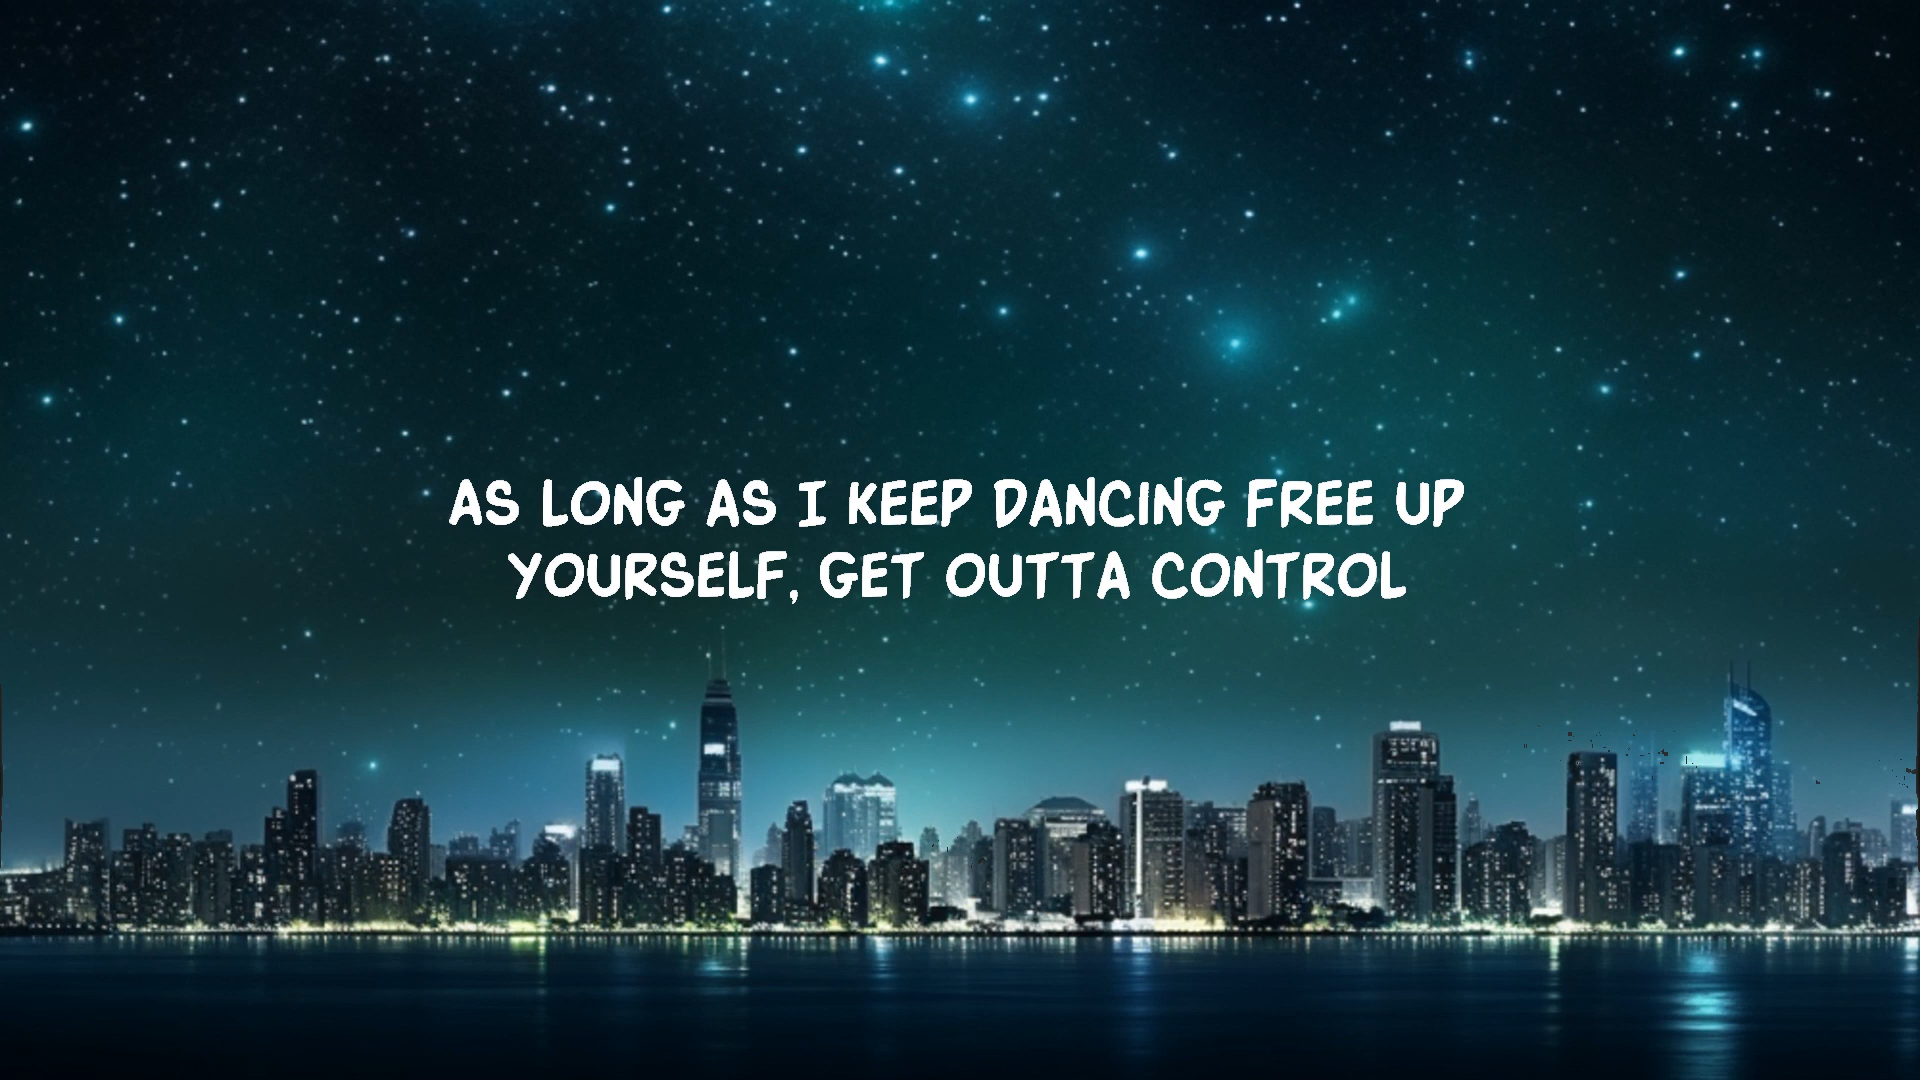 AS LONG AS I KEEP DANCING FREE UP
YOURSELF, GET OUTTA CONTROL